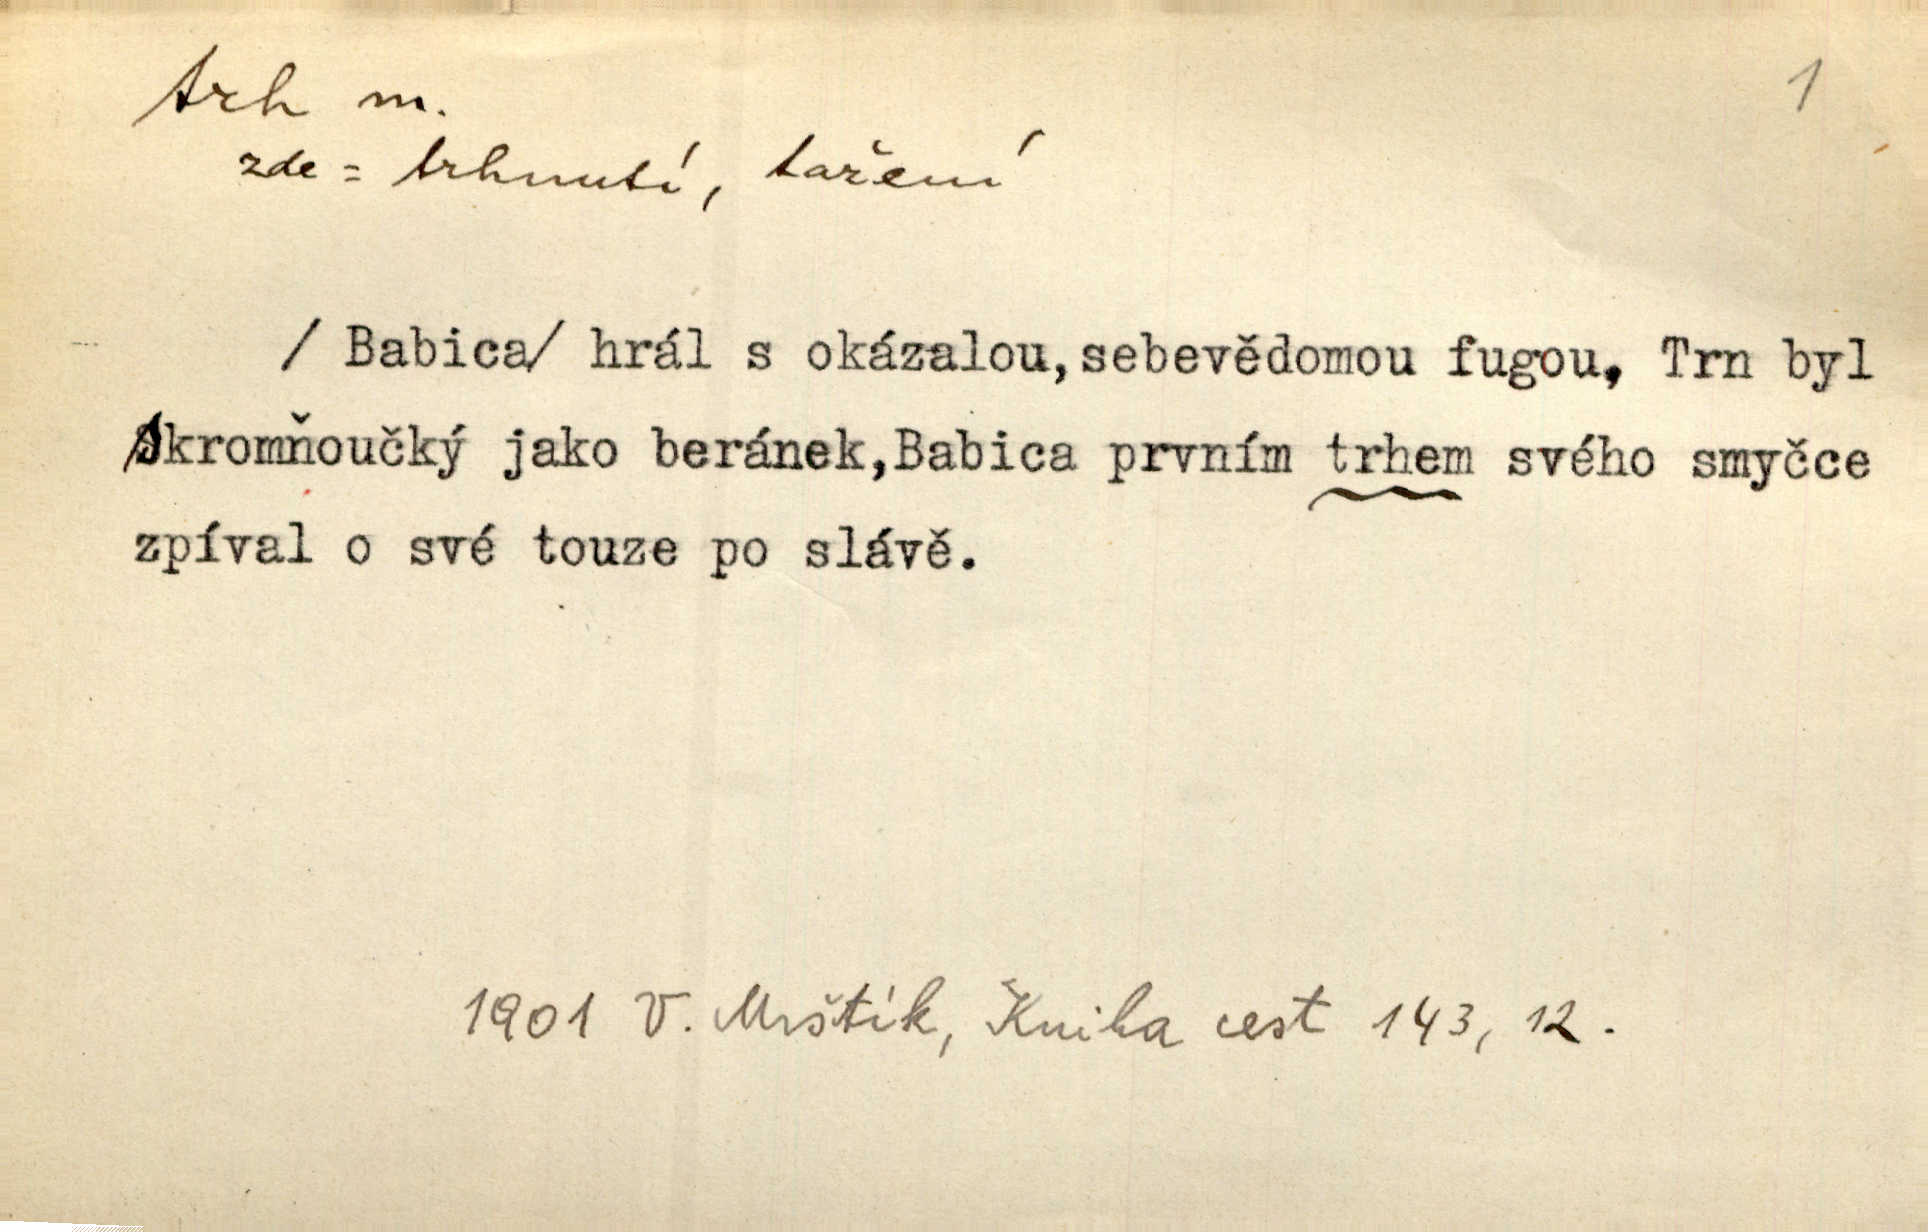 trh m.
1
zde = trhnutí, tažení
/ Babica/ hrál s okázalou,sebevědomou fugou, Trn byl
skromňoučký jako beránek,Babica prvním trhem svého smyčce
zpíval o své touze po slávě.
1901 V. Mrštík, Kniha cest 143, 12.